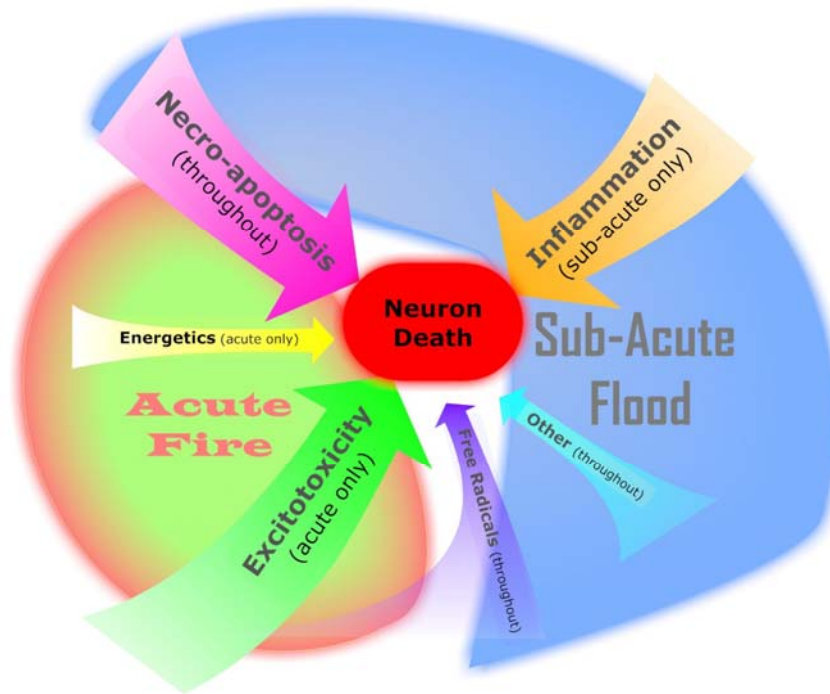 Necro-apoptosis
(throughout)
Inflammation
(sub-acute only)
Neuron
Death
Energetics (acute only)
Sub-Acute
Flood
Acute
Fire
Excitotoxicity
(acute only)
Free Radicals (throughout)
Other (throughout)